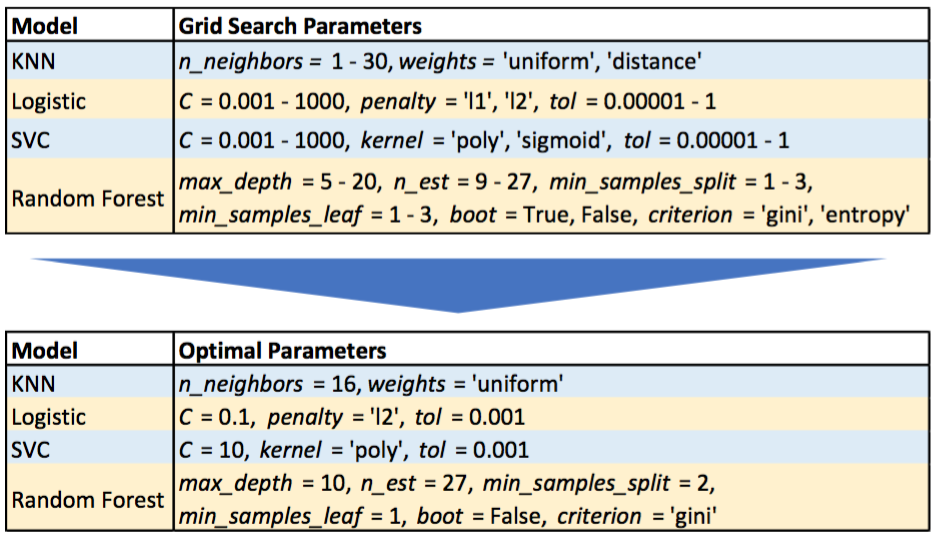 Model Grid Search Parameters
KNN n_neighbors = 1 - 30, weights = 'uniform', 'distance'
Logistic C = 0.001 - 1000, penalty = 'l1', 'l2', tol = 0.00001 - 1
SVC C = 0.001 - 1000, kernel = 'poly', 'sigmoid', tol = 0.00001 - 1
Random Forest max_depth = 5 - 20, n_est = 9 - 27, min_samples_split = 1 - 3,
min_samples_leaf = 1 - 3, boot = True, False, criterion = 'gini', 'entropy'
Model Optimal Parameters
KNN n_neighbors = 16, weights = 'uniform'
Logistic C = 0.1, penalty = 'l2', tol = 0.001
SVC C = 10, kernel = 'poly', tol = 0.001
Random Forest max_depth = 10, n_est = 27, min_samples_split = 2,
min_samples_leaf = 1, boot = False, criterion = 'gini'